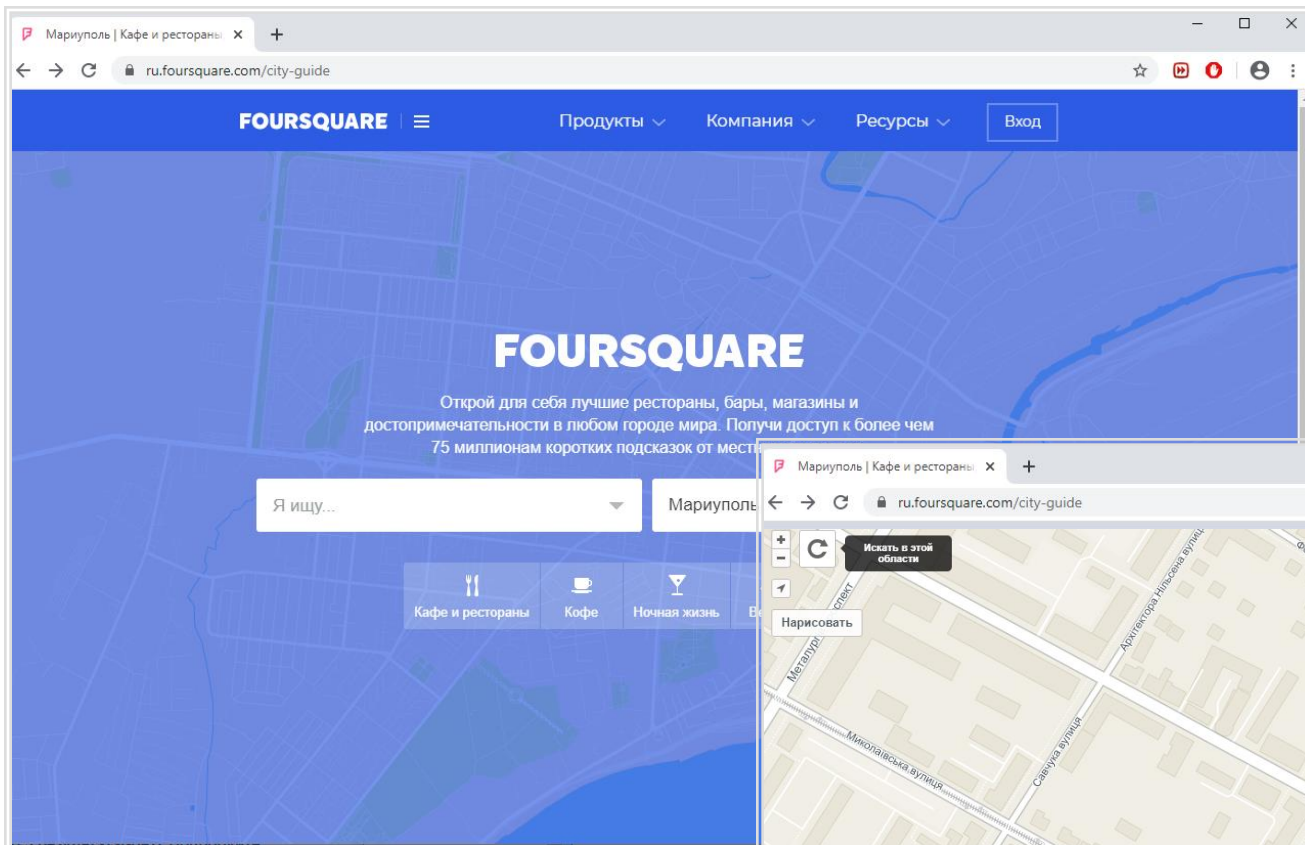 Мариуполь | Кафе и рестораны
ru.foursquare.com/city-guide
FOURSQUARE
Продукты
Компания
Ресурсы
Вход
FOURSQUARE
Открой для себя лучшие рестораны, бары, магазины и
достопримечательности в любом городе мира. Получи доступ к более чем
75 миллионам коротких подсказок от
Я ищу...
Мариуполь
Кафе и рестораны
Кофе
Ночная жизнь
Мариуполь | Кафе и рестораны
ru.foursquare.com/city-guide
+
−
Искать в этой
области
Нарисовать
Архітектора Нільсена вулиця
Миколаївська вулиця
Савчука вулиця